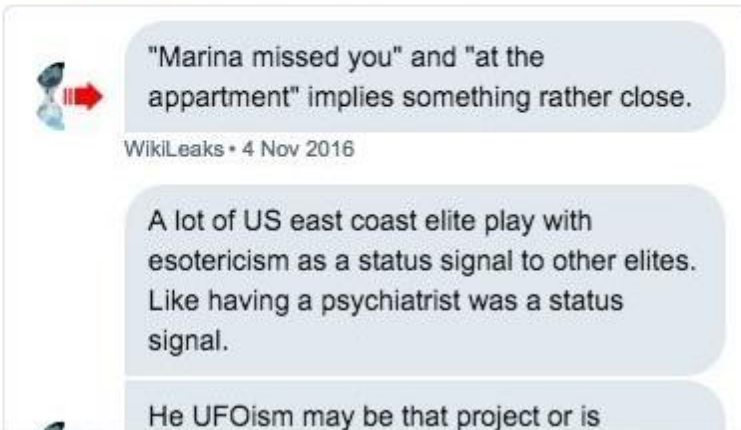 "Marina missed you" and "at the
appartment" implies something rather close.
WikiLeaks • 4 Nov 2016
A lot of US east coast elite play with
esotericism as a status signal to other elites.
Like having a psychiatrist was a status
signal.
He UFOism may be that project or is